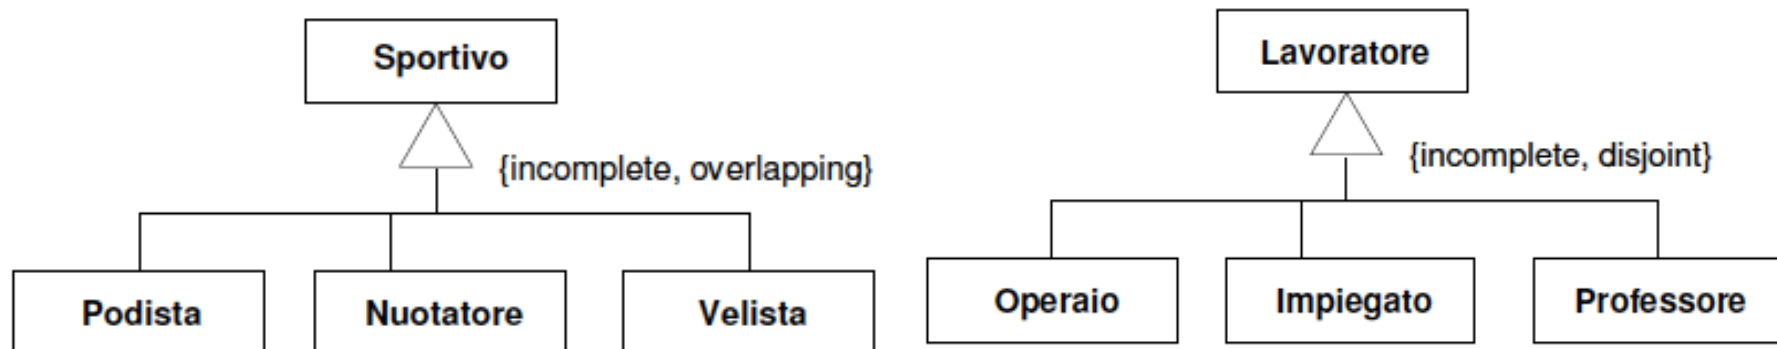 Sportivo
{incomplete, overlapping}
Podista
Nuotatore
Velista
Lavoratore
{incomplete, disjoint}
Operaio
Impiegato
Professore